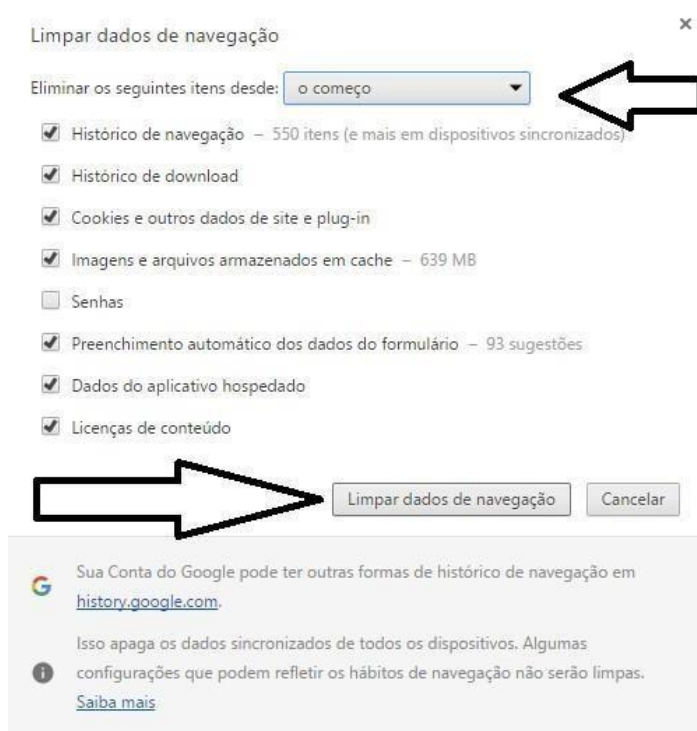 Limpar dados de navegação
Eliminar os seguintes itens desde: o começo
Histórico de navegação – 550 itens (e mais em dispositivos sincronizados)
Histórico de download
Cookies e outros dados de site e plug-in
Imagens e arquivos armazenados em cache – 639 MB
Senhas
Preenchimento automático dos dados do formulário – 93 sugestões
Dados do aplicativo hospedado
Licenças de conteúdo
Limpar dados de navegação Cancelar
Sua Conta do Google pode ter outras formas de histórico de navegação em
history.google.com.
Isso apaga os dados sincronizados de todos os dispositivos. Algumas
configurações que podem refletir os hábitos de navegação não serão limpas.
Saiba mais